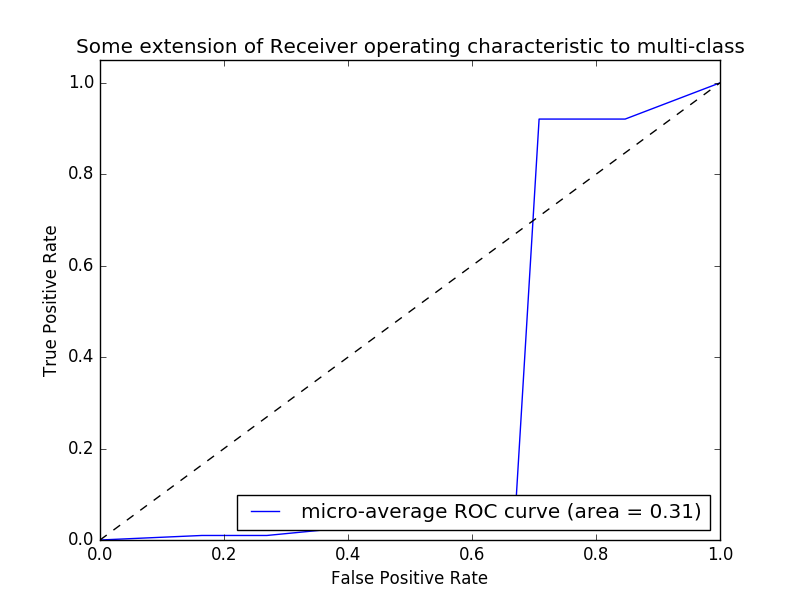 Some extension of Receiver operating characteristic to multi-class
1.0
0.8
0.6
0.4
0.2
0.0
True Positive Rate
micro-average ROC curve (area = 0.31)
0.0 0.2 0.4 0.6 0.8 1.0
False Positive Rate